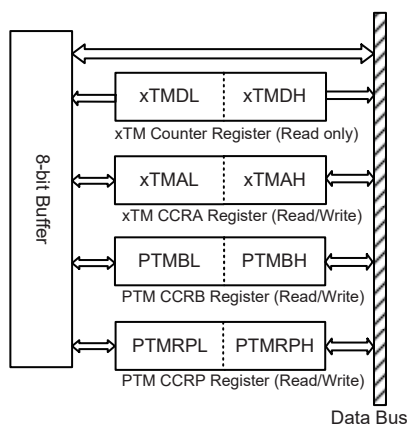 8-bit Buffer
xTMDL xTMDH
xTM Counter Register (Read only)
xTMAL xTMAH
xTM CCRA Register (Read/Write)
PTMBL PTMBH
PTM CCRB Register (Read/Write)
PTMRPL PTMRPH
PTM CCRP Register (Read/Write)
Data Bus